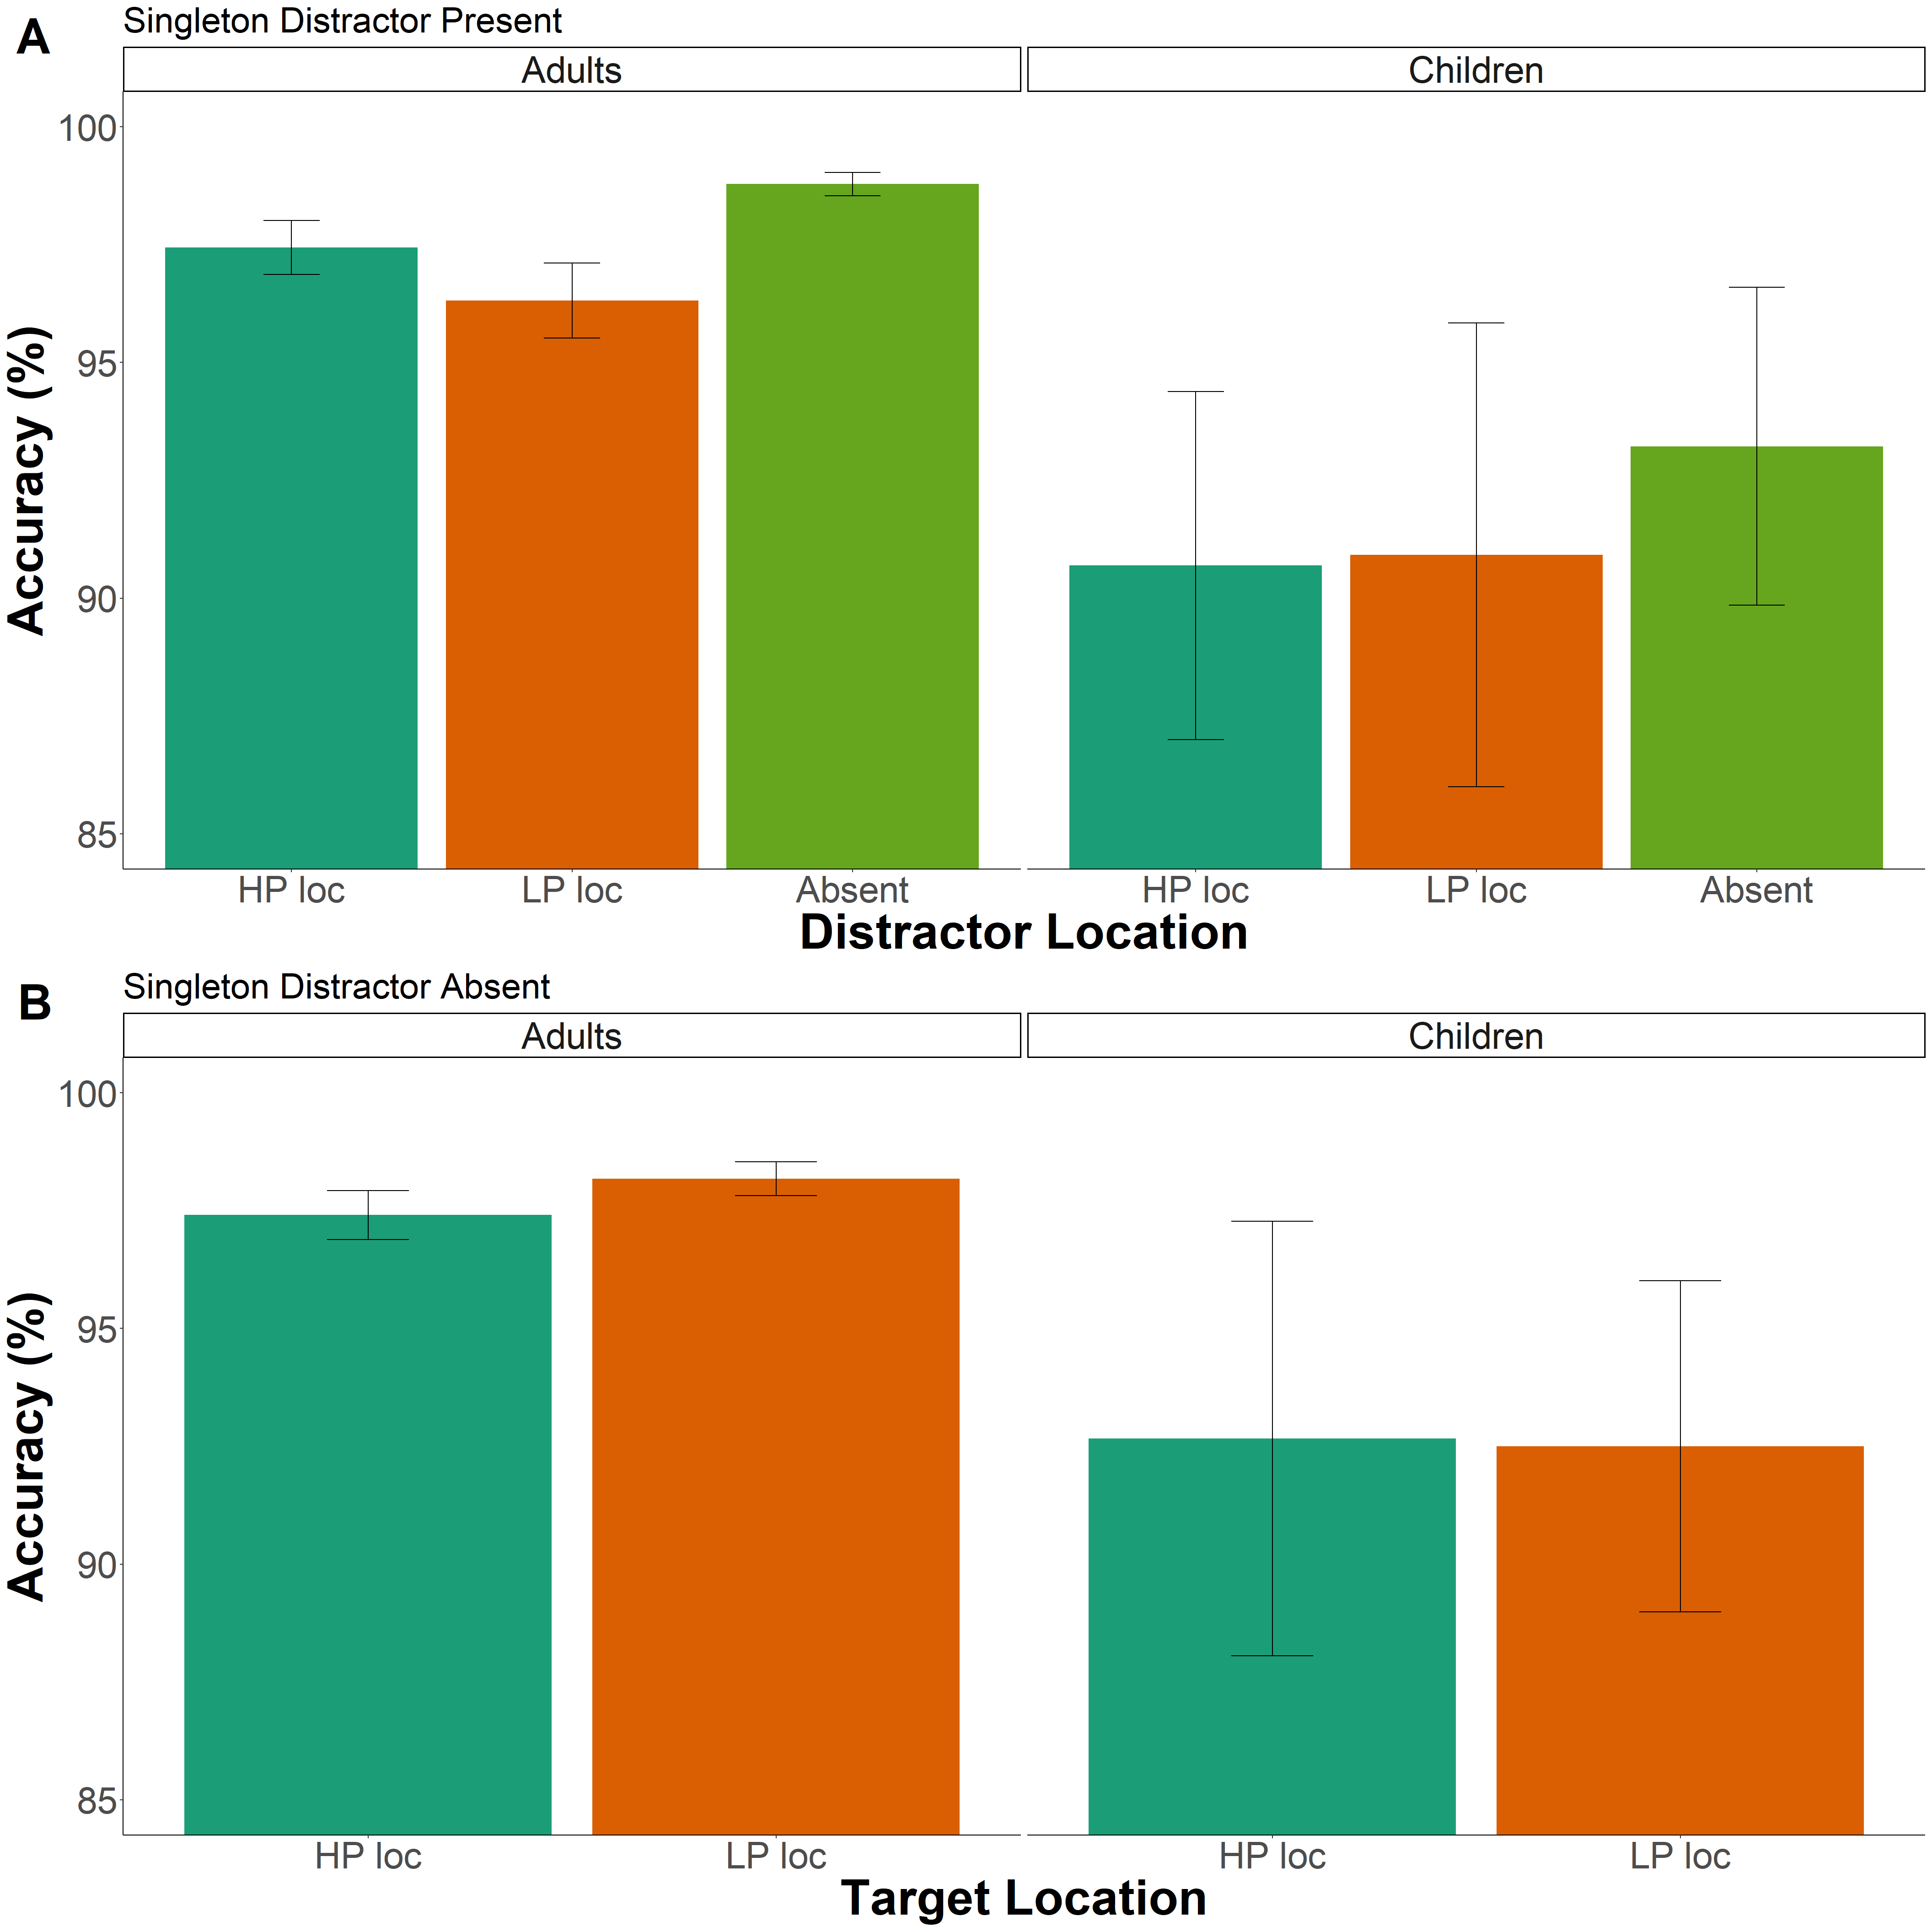 A
Singleton Distractor Present
Adults
Children
Accuracy (%)
100
95
90
85
HP loc
LP loc
Absent
HP loc
LP loc
Absent
Distractor Location
B
Singleton Distractor Absent
Adults
Children
Accuracy (%)
100
95
90
85
HP loc
LP loc
HP loc
LP loc
Target Location